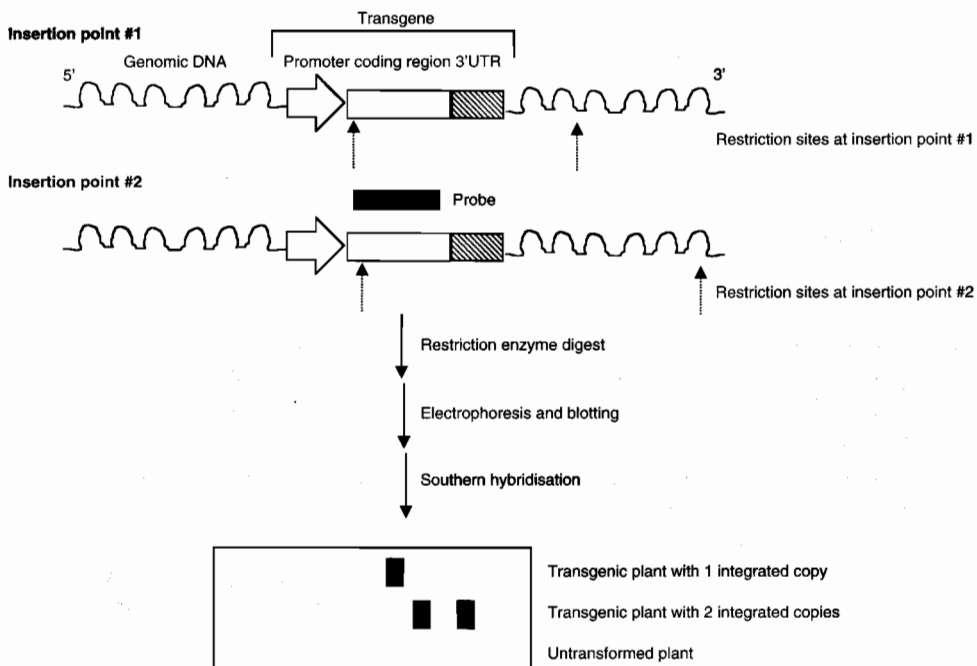 Transgene
Insertion point #1
Genomic DNA
Promoter coding region 3'UTR
5'
3'
Restriction sites at insertion point #1
Insertion point #2
Probe
Restriction sites at insertion point #2
Restriction enzyme digest
Electrophoresis and blotting
Southern hybridisation
Transgenic plant with 1 integrated copy
Transgenic plant with 2 integrated copies
Untransformed plant